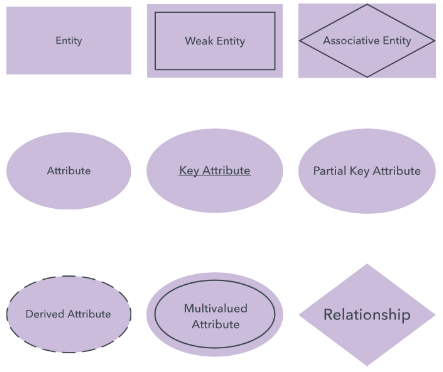 Entity
Weak Entity
Associative Entity
Attribute
Key Attribute
Partial Key Attribute
Derived Attribute
Multivalued
Attribute
Relationship